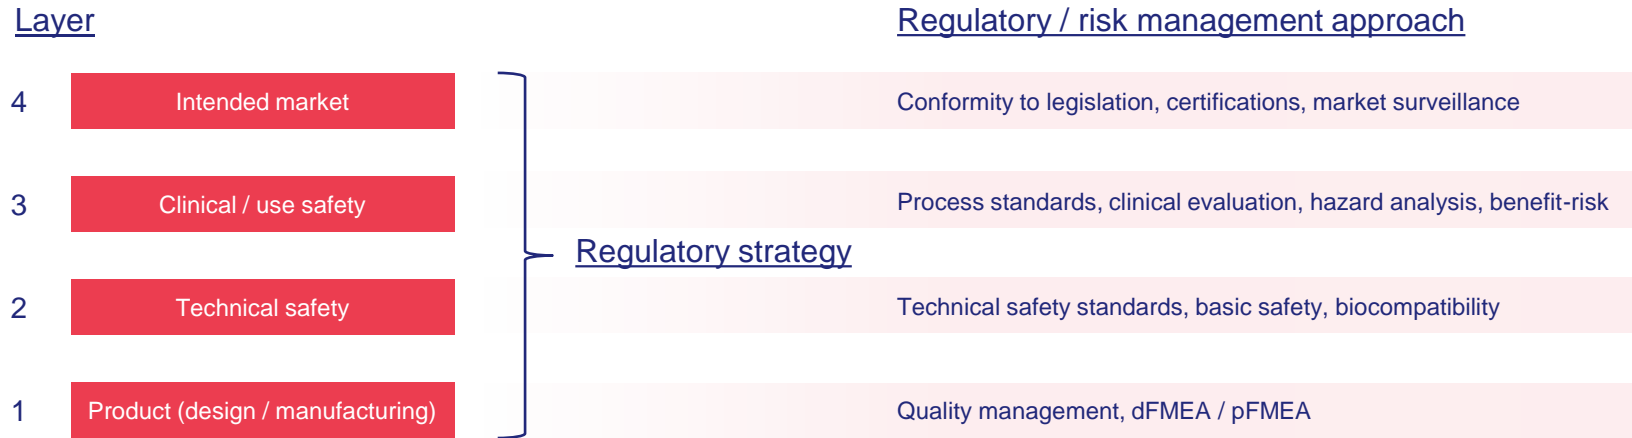 Layer
Regulatory / risk management approach
4
Intended market
Conformity to legislation, certifications, market surveillance
3
Clinical / use safety
Process standards, clinical evaluation, hazard analysis, benefit-risk
Regulatory strategy
2
Technical safety
Technical safety standards, basic safety, biocompatibility
1
Product (design / manufacturing)
Quality management, dFMEA / pFMEA